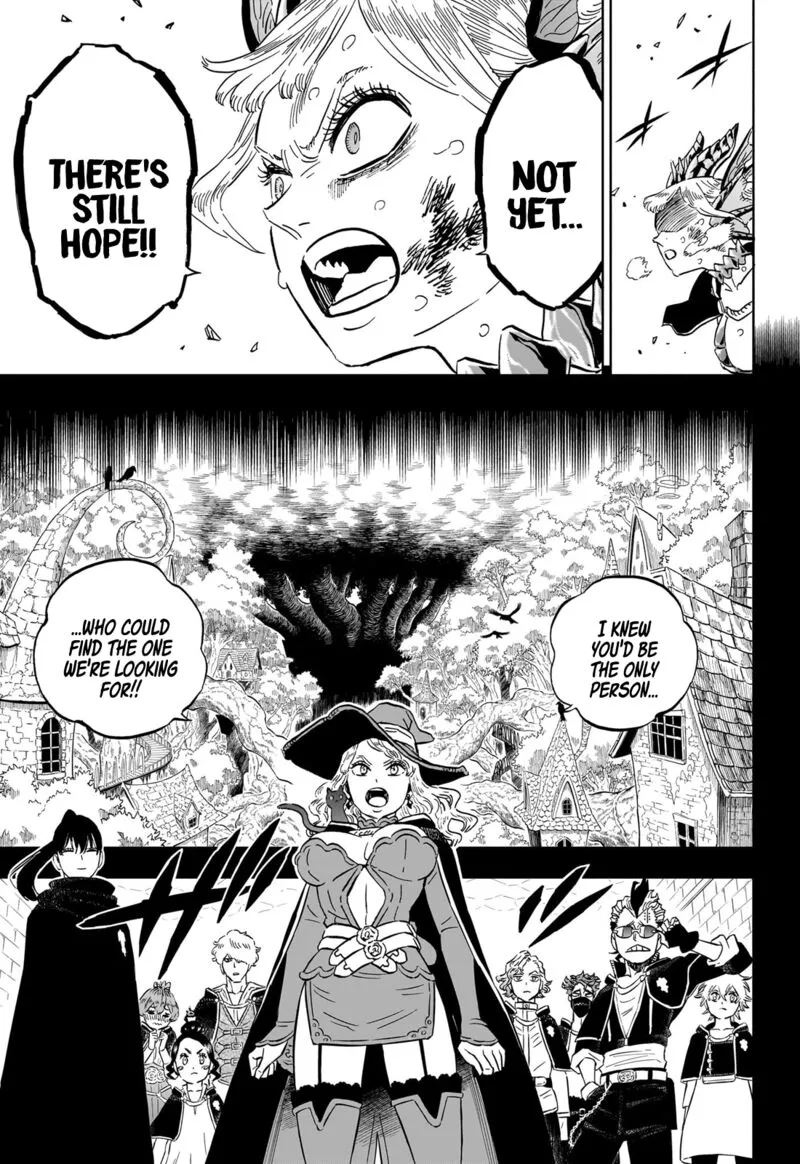 NOT
YET...
THERE'S
STILL
HOPE!!
I KNEW
YOU'D BE
THE ONLY
PERSON...
...WHO COULD
FIND THE ONE
WE'RE LOOKING
FOR!!